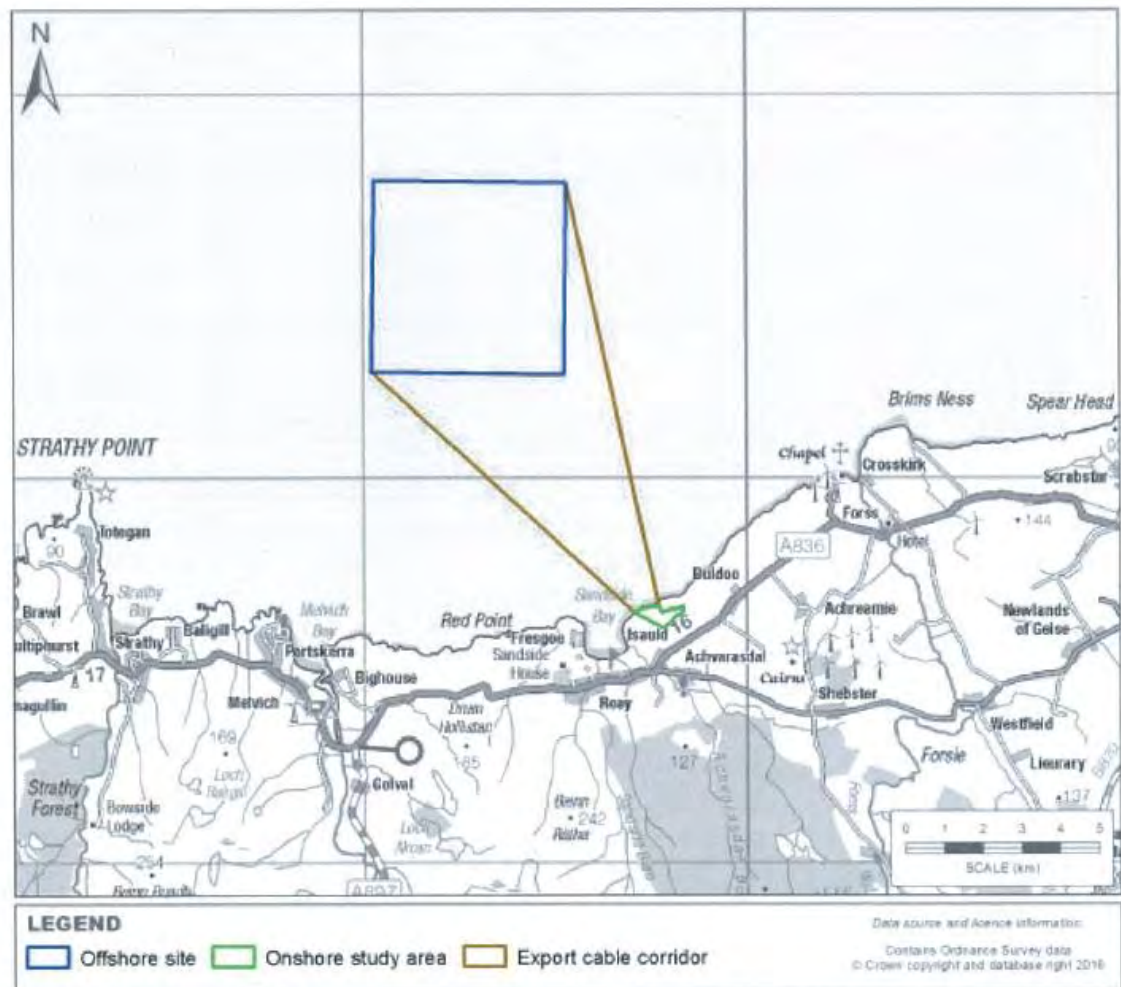 N
Brims Ness
Spear Head
STRATHY POINT
Chapel
Crosskirk
Scrabster
Totegan
Forss
144
90
Hotel
A836
Strathy
Bay
Buldoo
Brawl
Melvich
Bay
Sandside
Bay
Achreamie
Newlands
of Geise
Baligill
Red Point
Fresgoe
Isauld
16
Strathy
Portskerra
Sandside
House
Achvarasdal
17
Bighouse
Cairns
Shebster
Melvich
Reay
Westfield
169
185
127
Forsie
Lieurary
Golval
Strathy
Forest
Bowside
Lodge
Beinn
Ratha
242
137
B870
254
A897
0 1 2 3 4 5
SCALE (km)
LEGEND
Data source and licence information:
Offshore site
Onshore study area
Export cable corridor
Contains Ordnance Survey data
© Crown copyright and database right 2016